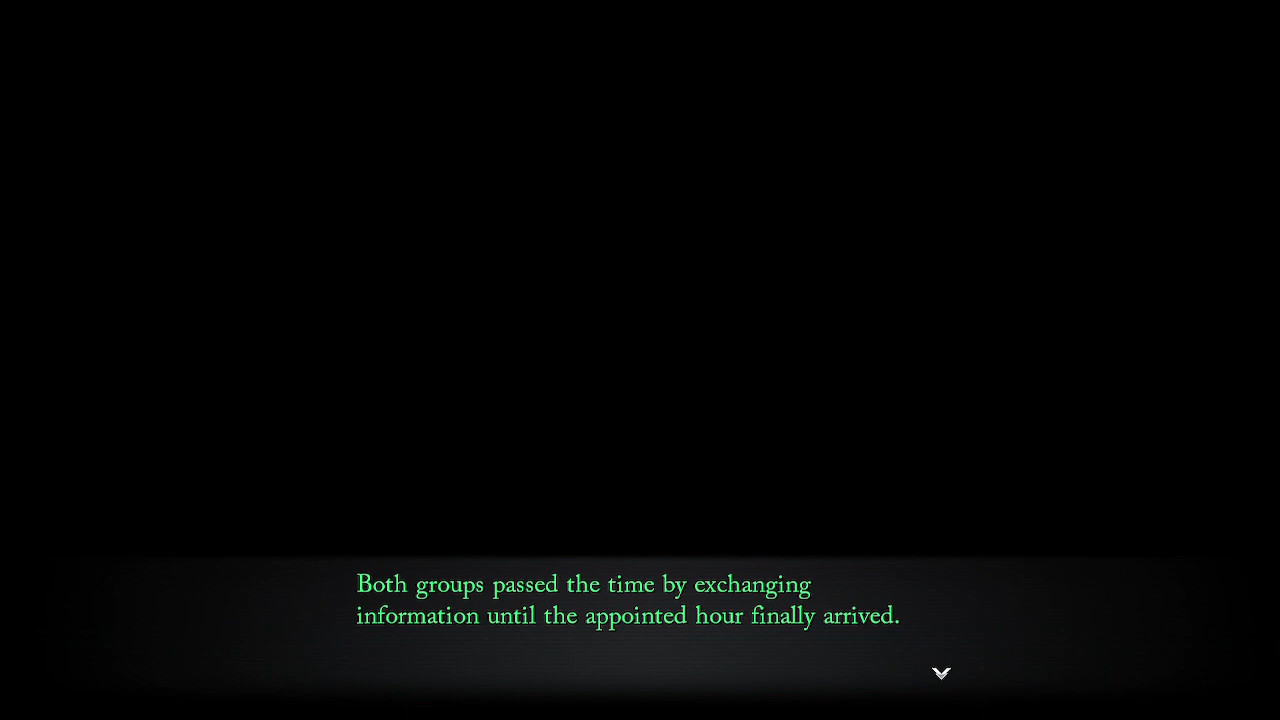 Both groups passed the time by exchanging
information until the appointed hour finally arrived.